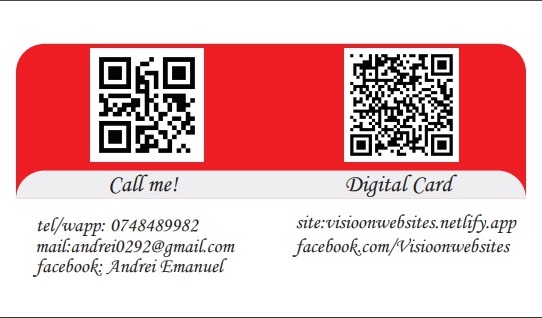 Call me!
Digital Card
tel/wapp: 0748489982
mail:andrei0292@gmail.com
facebook: Andrei Emanuel
site:visioonwebsites.netlify.app
facebook.com/Visioonwebsites